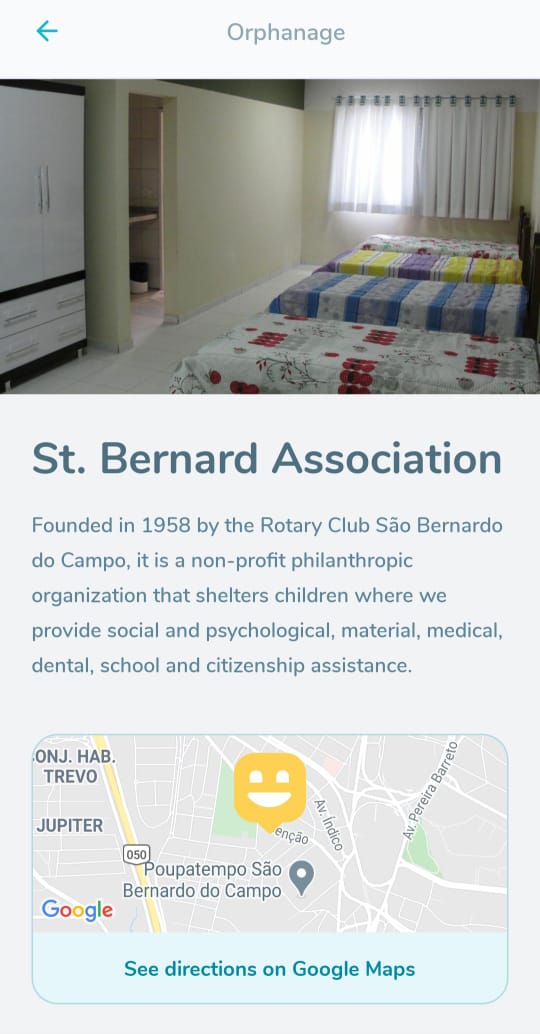 Orphanage
St. Bernard Association
Founded in 1958 by the Rotary Club São Bernardo
do Campo, it is a non-profit philanthropic
organization that shelters children where we
provide social and psychological, material, medical,
dental, school and citizenship assistance.
ONJ. HAB.
TREVO
JUPITER
050
enção
Av. Índico
Av. Pereira Barreto
Poupatempo São
Bernardo do Campo
Google
See directions on Google Maps